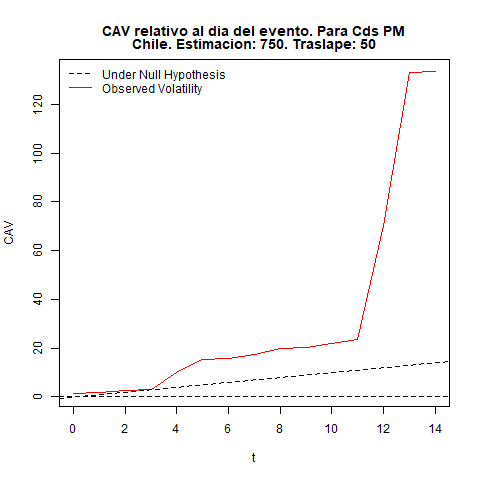 CAV relativo al dia del evento. Para Cds PM
Chile. Estimacion: 750. Traslape: 50
Under Null Hypothesis
Observed Volatility
120
100
80
60
40
20
0
CAV
0 2 4 6 8 10 12 14
t